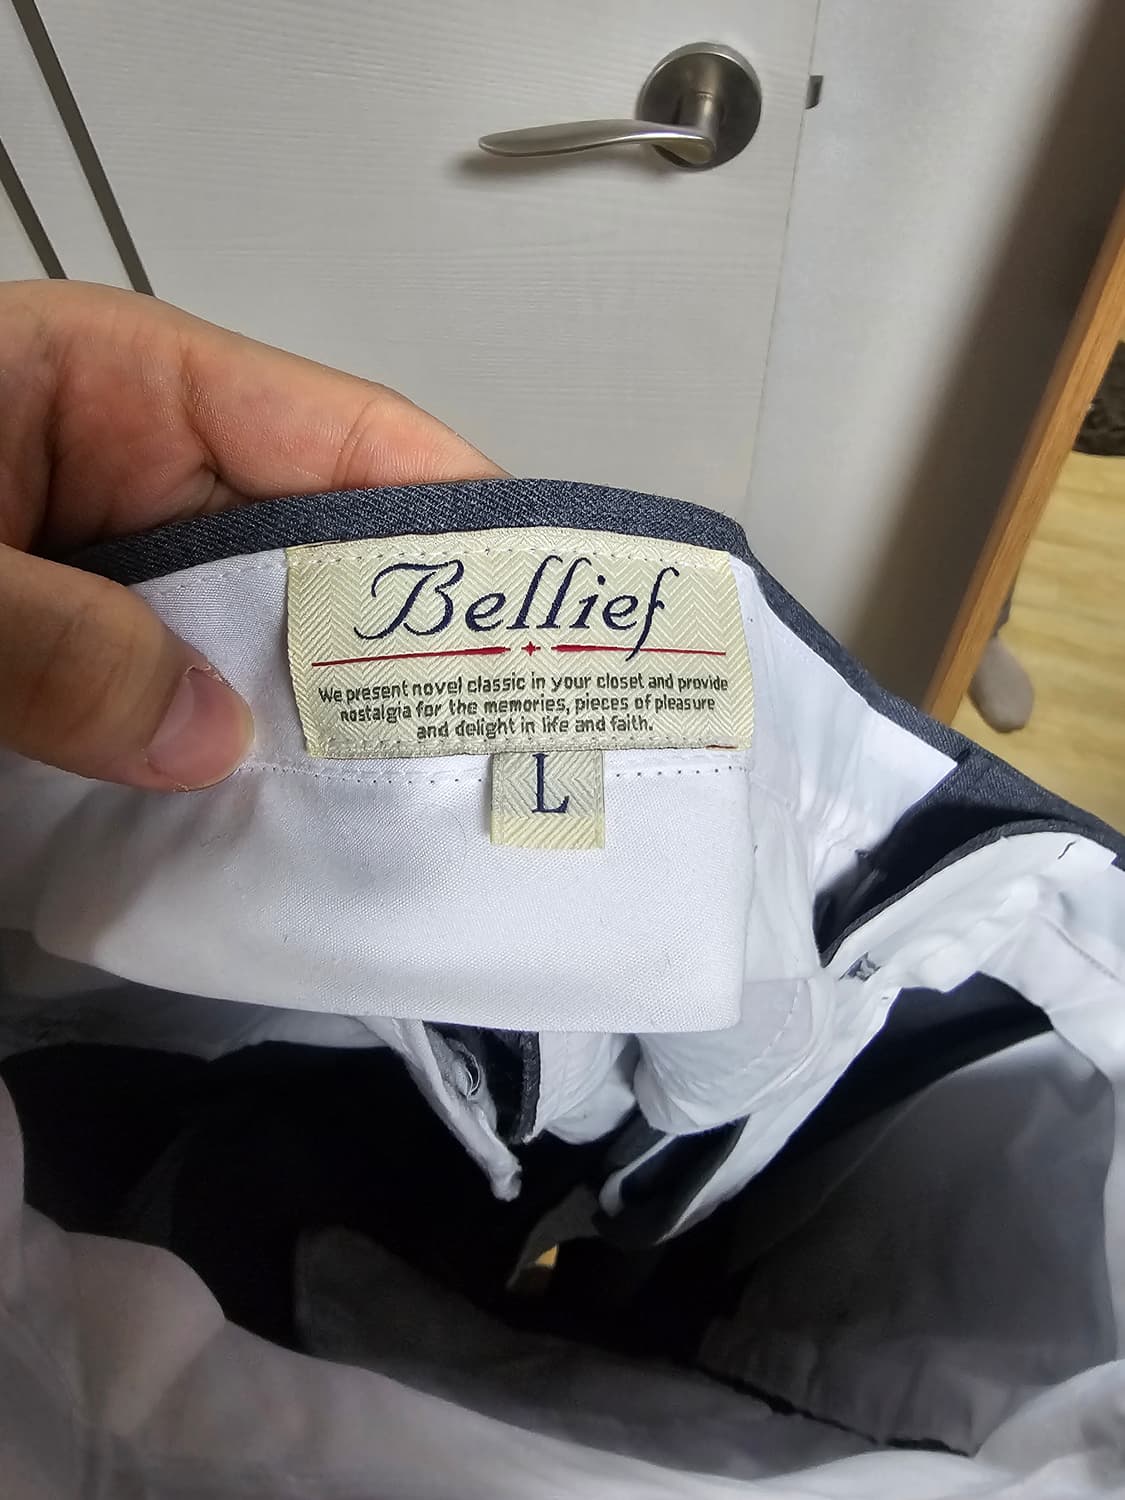 Bellief
We present novel classic in your closet and provide
nostalgia for the memories, pieces of pleasure
and delight in life and faith.
L